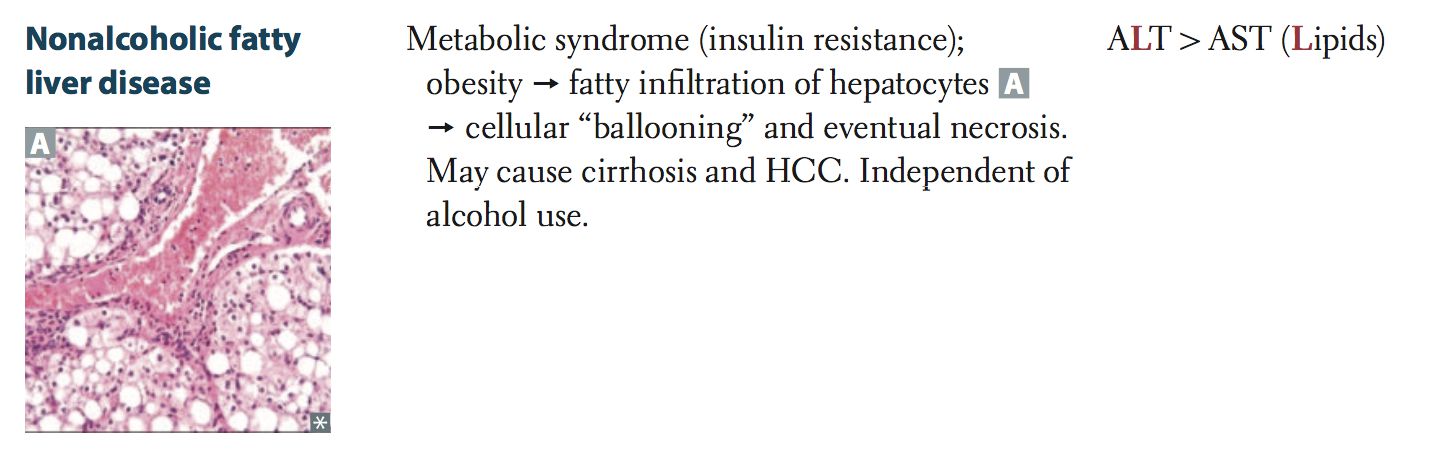 Nonalcoholic fatty
liver disease
A
Metabolic syndrome (insulin resistance);
obesity → fatty infiltration of hepatocytes A
→ cellular “ballooning” and eventual necrosis.
May cause cirrhosis and HCC. Independent of
alcohol use.
ALT > AST (Lipids)